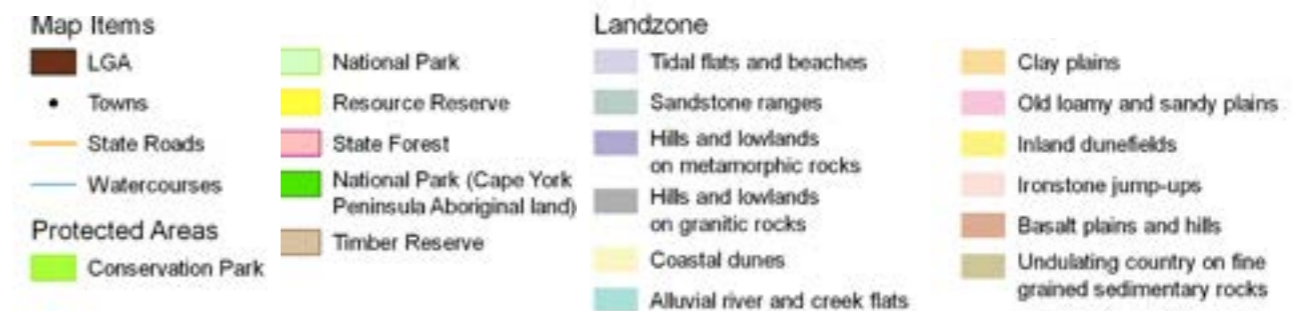 Map Items
LGA
Towns
State Roads
Watercourses
Protected Areas
Conservation Park
National Park
Resource Reserve
State Forest
National Park (Cape York
Peninsula Aboriginal land)
Timber Reserve
Landzone
Tidal flats and beaches
Sandstone ranges
Hills and lowlands
on metamorphic rocks
Hills and lowlands
on granitic rocks
Coastal dunes
Alluvial river and creek flats
Clay plains
Old loamy and sandy plains
Inland dunefields
Ironstone jump-ups
Basalt plains and hills
Undulating country on fine
grained sedimentary rocks